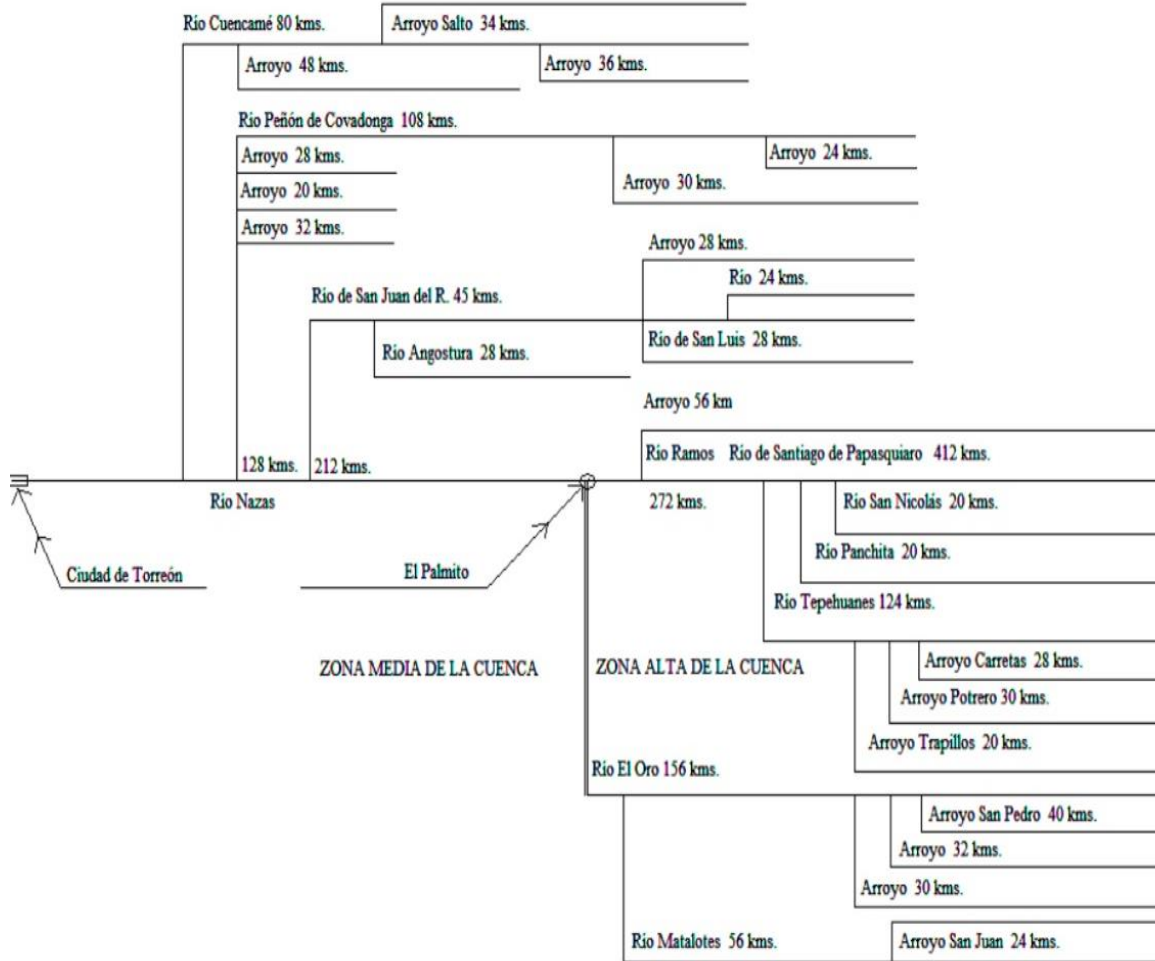 Río Cuencamé 80 kms.
Arroyo Salto 34 kms.
Arroyo 48 kms.
Arroyo 36 kms.
Río Peñón de Covadonga 108 kms.
Arroyo 28 kms.
Arroyo 24 kms.
Arroyo 20 kms.
Arroyo 30 kms.
Arroyo 32 kms.
Arroyo 28 kms.
Río 24 kms.
Río de San Juan del R. 45 kms.
Río Angostura 28 kms.
Río de San Luis 28 kms.
Arroyo 56 km
Río Ramos Río de Santiago de Papasquiaro 412 kms.
128 kms.
212 kms.
Río Nazas
272 kms.
Río San Nicolás 20 kms.
Río Panchita 20 kms.
Ciudad de Torreón
El Palmito
Río Tepehuanes 124 kms.
ZONA MEDIA DE LA CUENCA
ZONA ALTA DE LA CUENCA
Arroyo Carretas 28 kms.
Arroyo Potrero 30 kms.
Arroyo Trapillos 20 kms.
Río El Oro 156 kms.
Arroyo San Pedro 40 kms.
Arroyo 32 kms.
Arroyo 30 kms.
Río Matalotes 56 kms.
Arroyo San Juan 24 kms.